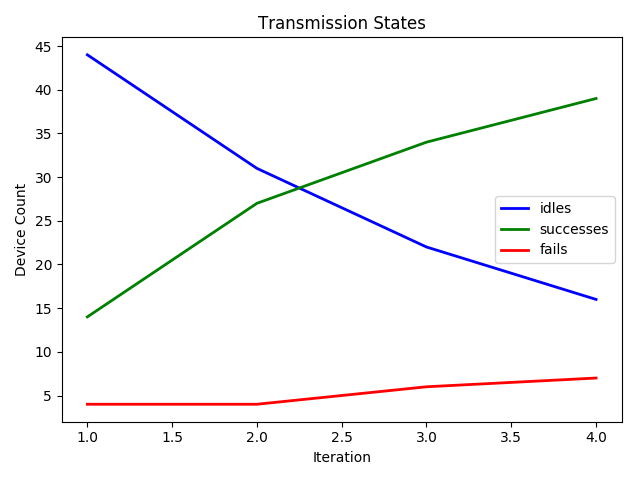 Transmission States
45
40
35
30
25
20
15
10
5
Device Count
idles
successes
fails
1.0 1.5 2.0 2.5 3.0 3.5 4.0
Iteration